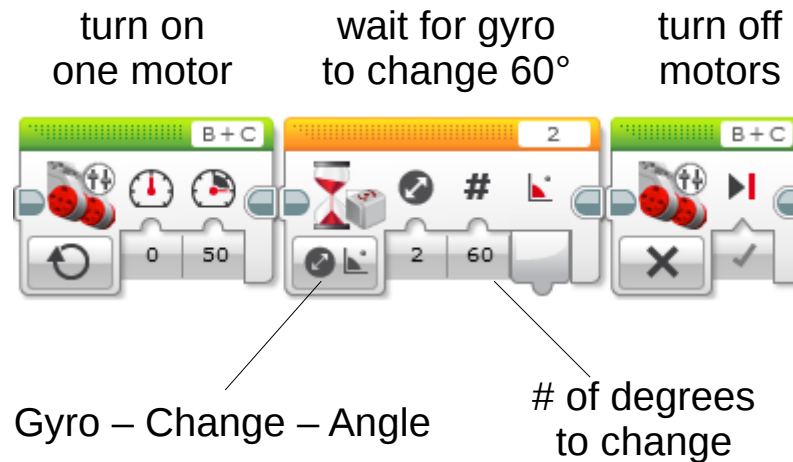 turn on
one motor
wait for gyro
to change 60°
turn off
motors
B + C
2
B + C
#
0
50
2
60
Gyro – Change – Angle
# of degrees
to change